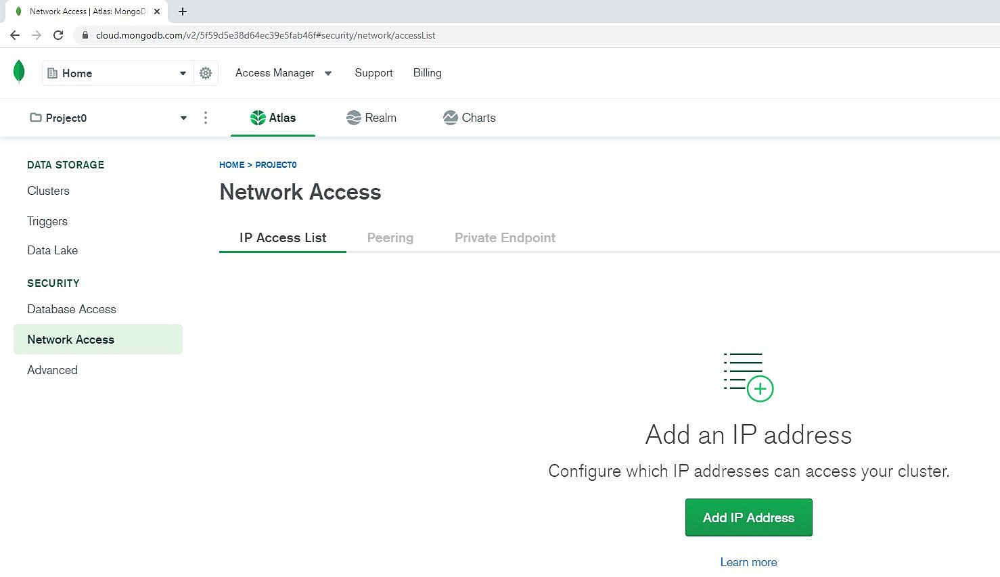 Network Access | Atlas: MongoD
cloud.mongodb.com/v2/5f59d5e38d64ec39e5fab46f#security/network/accessList
Home
Access Manager
Support
Billing
Project0
Atlas
Realm
Charts
DATA STORAGE
Clusters
Triggers
Data Lake
SECURITY
Database Access
Network Access
Advanced
HOME > PROJECT0
Network Access
IP Access List
Peering
Private Endpoint
Add an IP address
Configure which IP addresses can access your cluster.
Add IP Address
Learn more